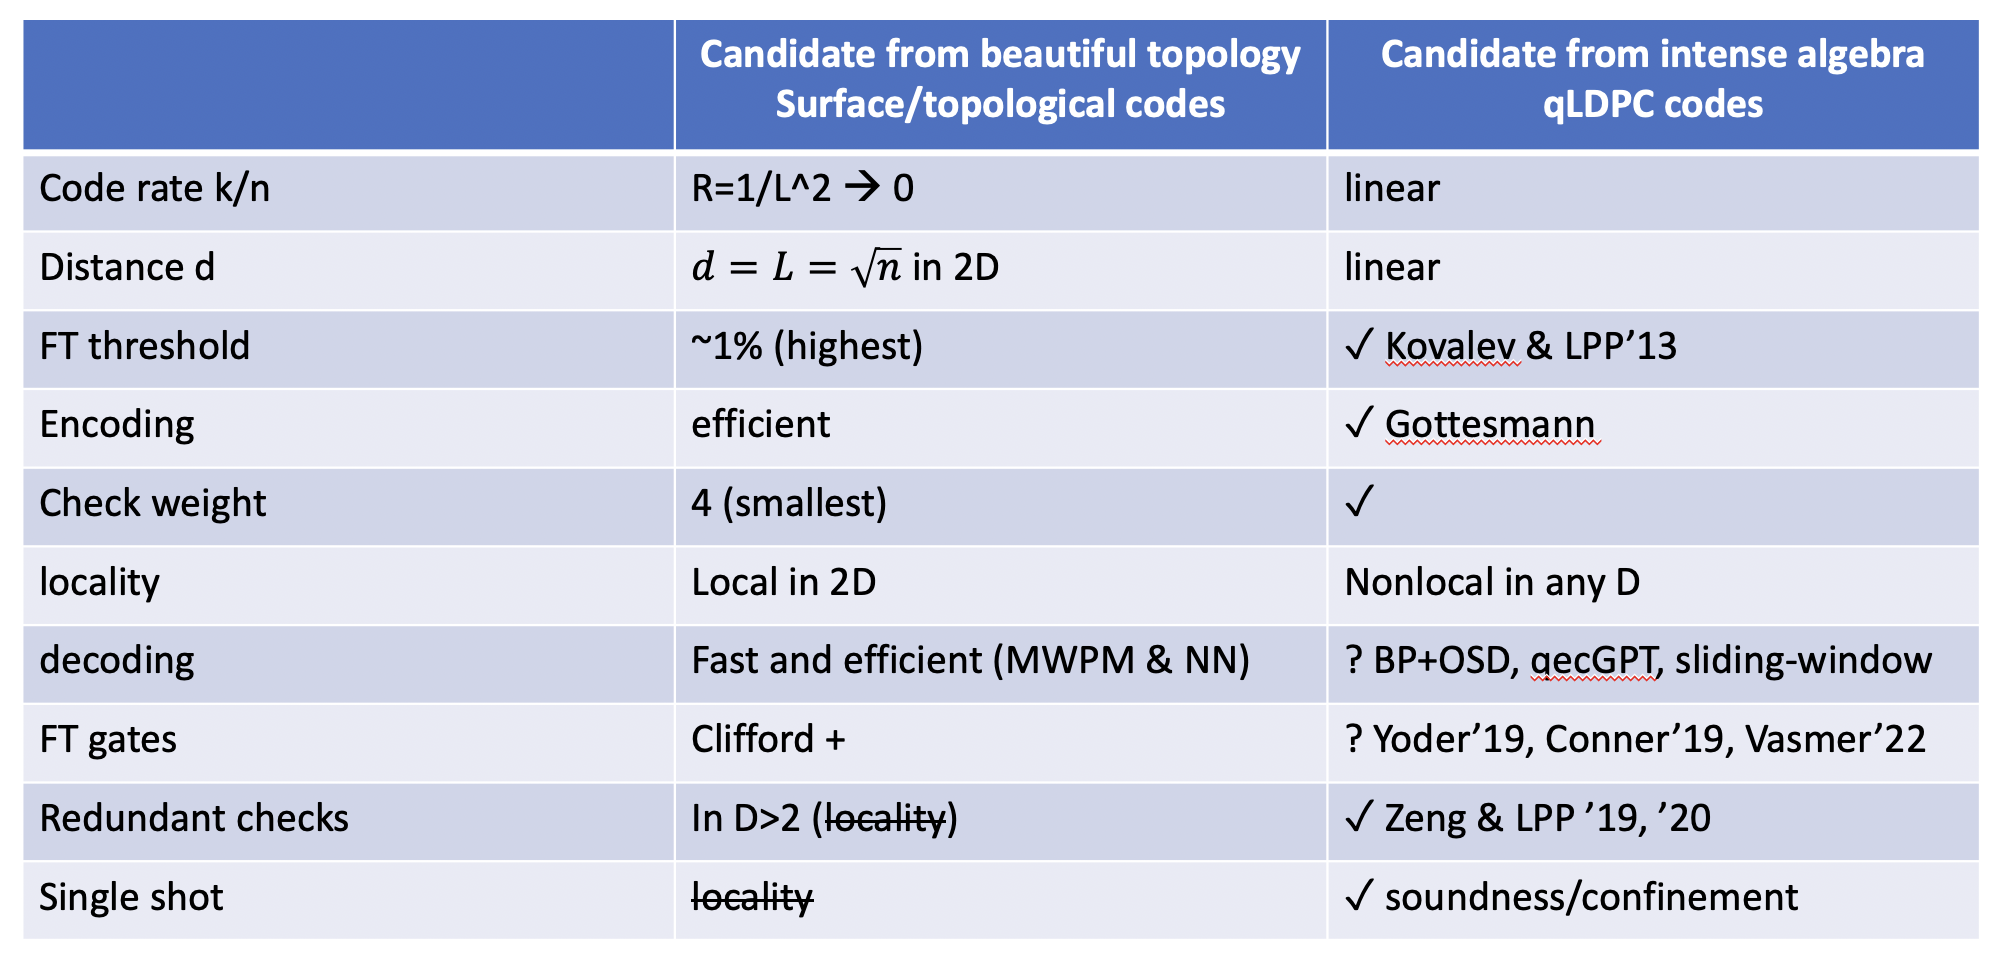 Candidate from beautiful topology
Surface/topological codes
Candidate from intense algebra
qLDPC codes
Code rate k/n
R=1/L^2 → 0
linear
Distance d
d = L = √n in 2D
linear
FT threshold
~1% (highest)
✓ Kovalev & LPP’13
Encoding
efficient
✓ Gottesmann
Check weight
4 (smallest)
✓
locality
Local in 2D
Nonlocal in any D
decoding
Fast and efficient (MWPM & NN)
? BP+OSD, qecGPT, sliding-window
FT gates
Clifford +
? Yoder’19, Conner’19, Vasmer’22
Redundant checks
In D>2 (locality)
✓ Zeng & LPP ’19, ’20
Single shot
locality
✓ soundness/confinement